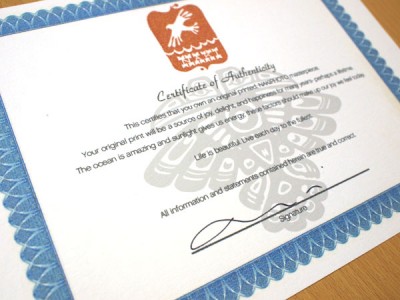 Certificate of Authenticity
This certifies that you own an original printed masterpiece.
Your original print will be a source of joy, delight, and happiness for many years- perhaps a lifetime.
The ocean is amazing and sunlight gives us energy, these factors should make up our joy we feel today.
Life is beautiful. Live each day to the fullest.
All information and statements contained herein are true and correct.
Signature